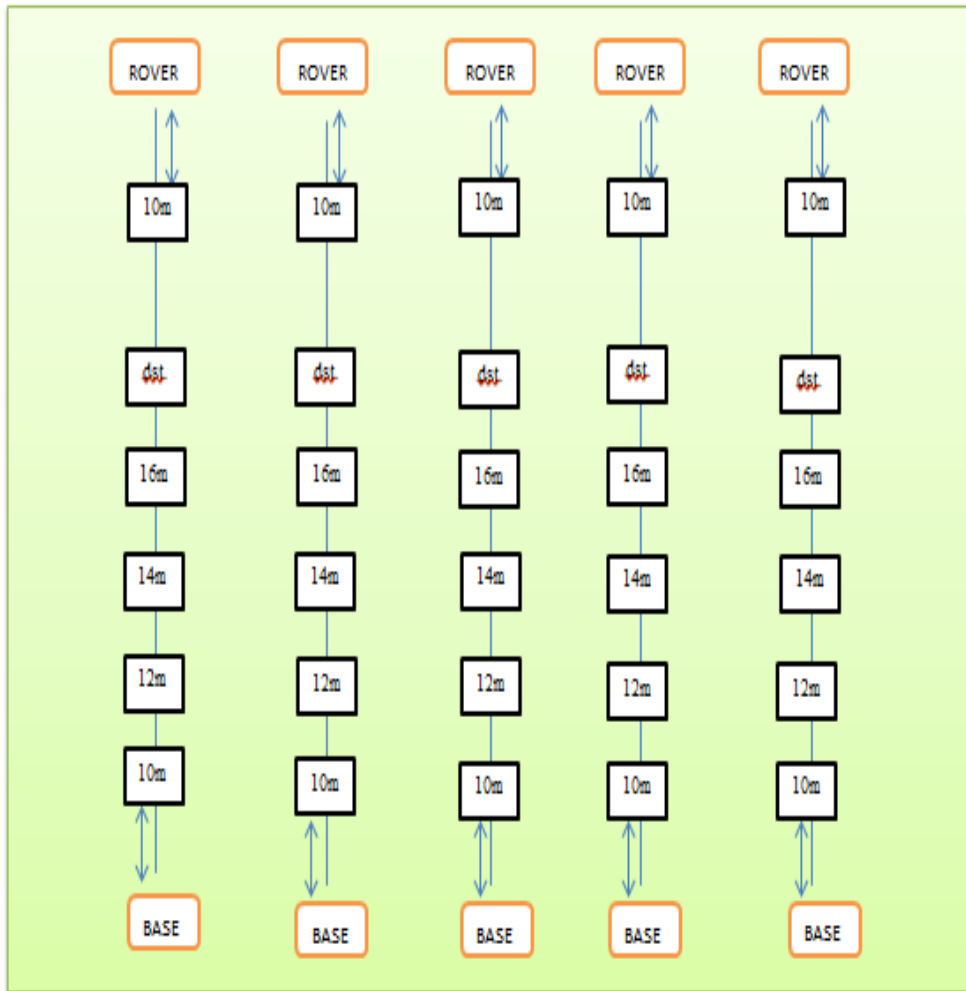 ROVER ROVER ROVER ROVER ROVER
10m 10m 10m 10m 10m
dst dst dst dst dst
16m 16m 16m 16m 16m
14m 14m 14m 14m 14m
12m 12m 12m 12m 12m
10m 10m 10m 10m 10m
BASE BASE BASE BASE BASE